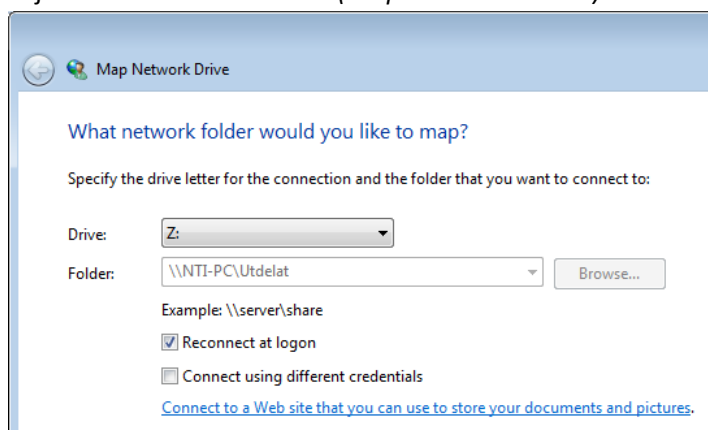 Map Network Drive
What network folder would you like to map?
Specify the drive letter for the connection and the folder that you want to connect to:
Drive: Z:
Folder: \\NTI-PC\Utdelat Browse...
Example: \\server\share
Reconnect at logon
Connect using different credentials
Connect to a Web site that you can use to store your documents and pictures.